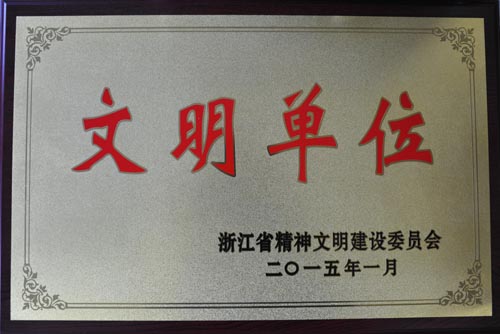 文明单位
浙江省精神文明建设委员会
二〇一五年一月